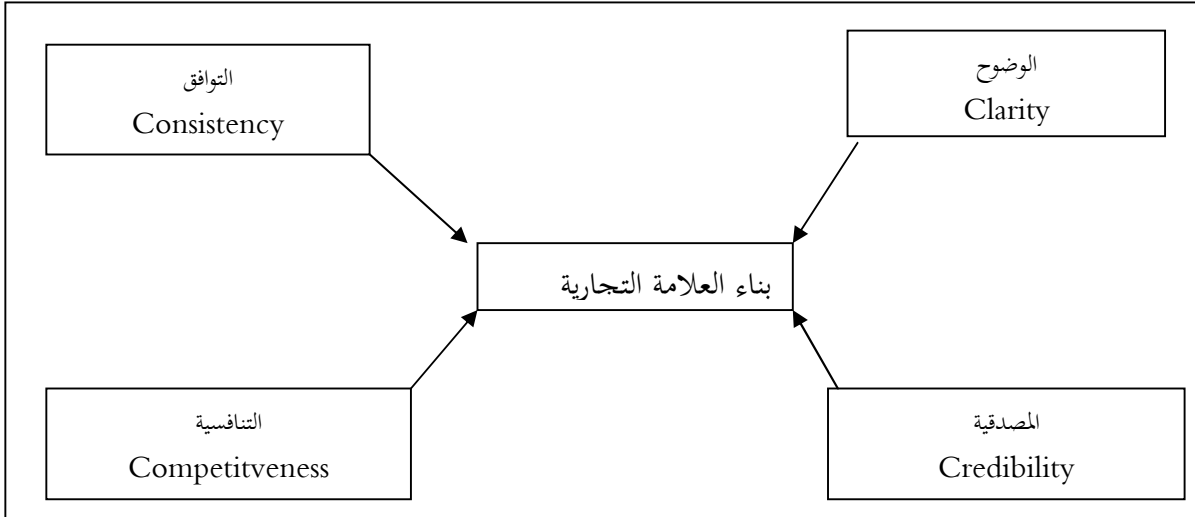 الوضوح
Clarity
التوافق
Consistency
بناء العلامة التجارية
المصدقية
Credibility
التنافسية
Competitveness